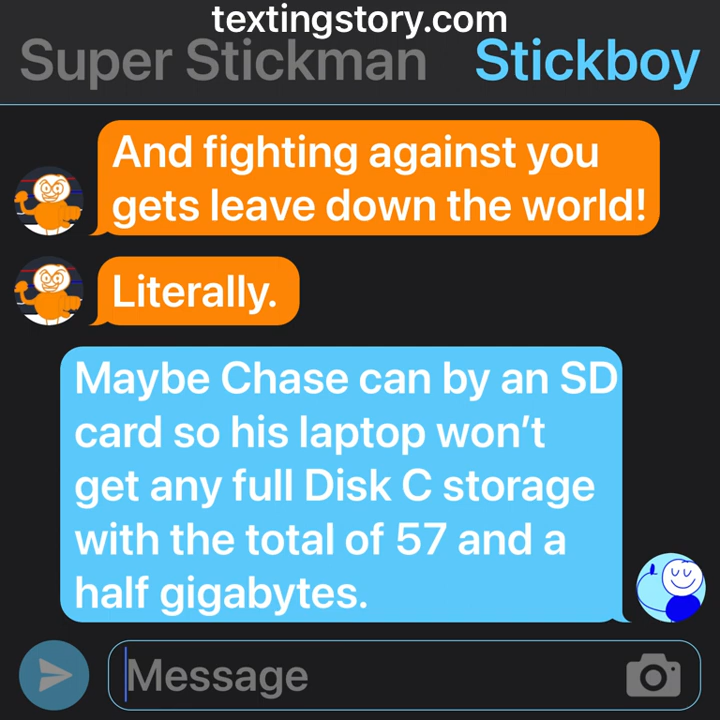 textingstory.com
Super Stickman Stickboy
And fighting against you
gets leave down the world!
Literally.
Maybe Chase can by an SD
card so his laptop won’t
get any full Disk C storage
with the total of 57 and a
half gigabytes.
Message